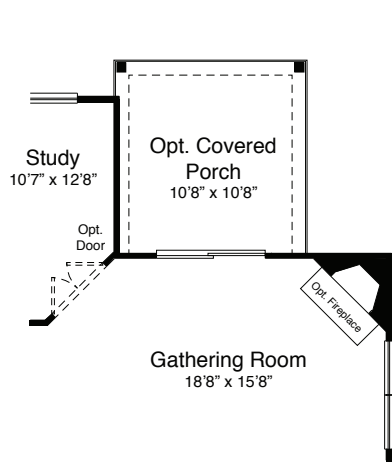 Study
10’7” x 12’8”
Opt. Covered
Porch
10’8” x 10’8”
Opt.
Door
Opt. Fireplace
Gathering Room
18’8” x 15’8”